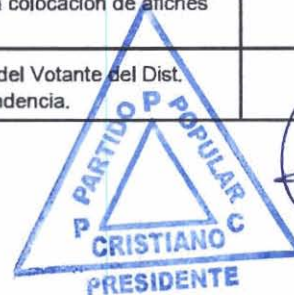 colocación de afiches
del Votante del Dist.
ndencia.
PARTIDO P POPULAR
P CRISTIANO C
PRESIDENTE